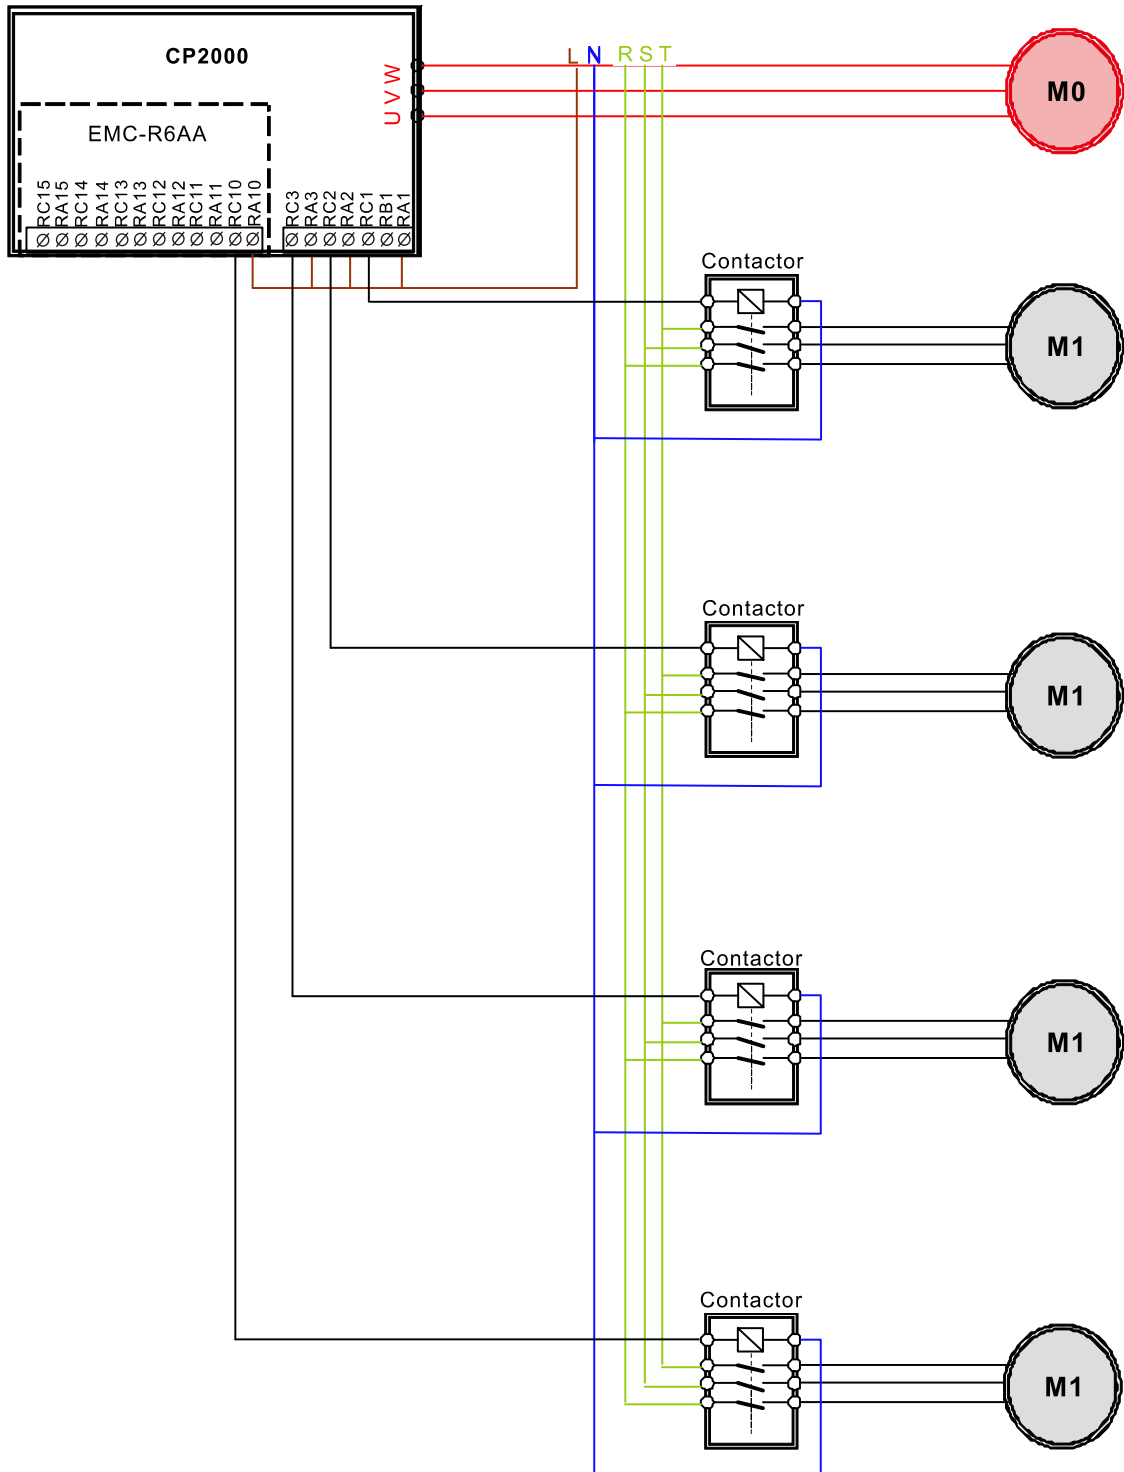 CP2000
EMC-R6AA
RC15
RA15
RC14
RA14
RC13
RA13
RC12
RA12
RC11
RA11
RC10
RA10
RC3
RA3
RC2
RA2
RC1
RB1
RA1
U V W
L N R S T
M0
Contactor
M1
Contactor
M1
Contactor
M1
Contactor
M1